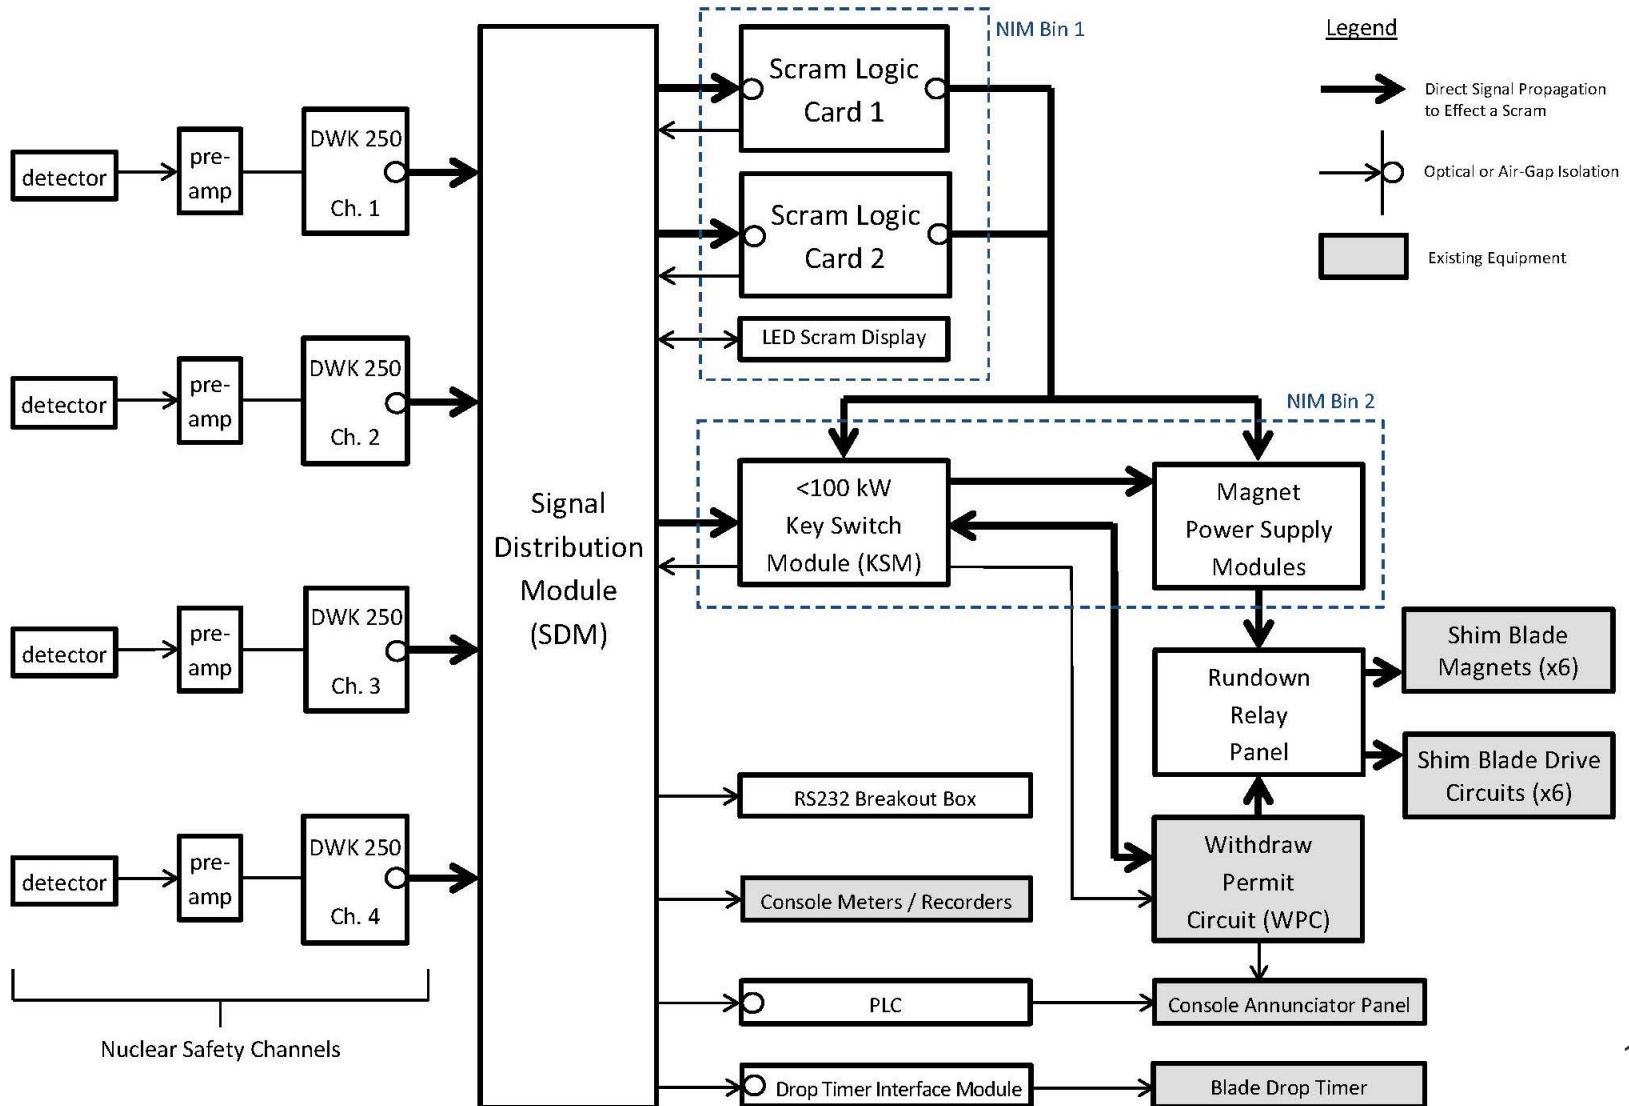 NIM Bin 1
Legend
Scram Logic
Card 1
Direct Signal Propagation
to Effect a Scram
Optical or Air-Gap Isolation
Existing Equipment
detector
pre-
amp
DWK 250
Ch. 1
Scram Logic
Card 2
LED Scram Display
detector
pre-
amp
DWK 250
Ch. 2
NIM Bin 2
Signal
Distribution
Module
(SDM)
<100 kW
Key Switch
Module (KSM)
Magnet
Power Supply
Modules
detector
pre-
amp
DWK 250
Ch. 3
Rundown
Relay
Panel
Shim Blade
Magnets (x6)
Shim Blade Drive
Circuits (x6)
RS232 Breakout Box
detector
pre-
amp
DWK 250
Ch. 4
Console Meters / Recorders
Withdraw
Permit
Circuit (WPC)
PLC
Console Annunciator Panel
Nuclear Safety Channels
Drop Timer Interface Module
Blade Drop Timer